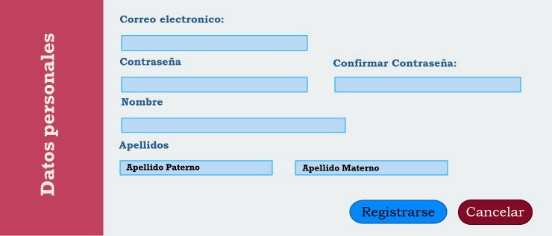 Datos personales
Correo electronico:
Contraseña
Confirmar Contraseña:
Nombre
Apellidos
Apellido Paterno
Apellido Materno
Registrarse
Cancelar